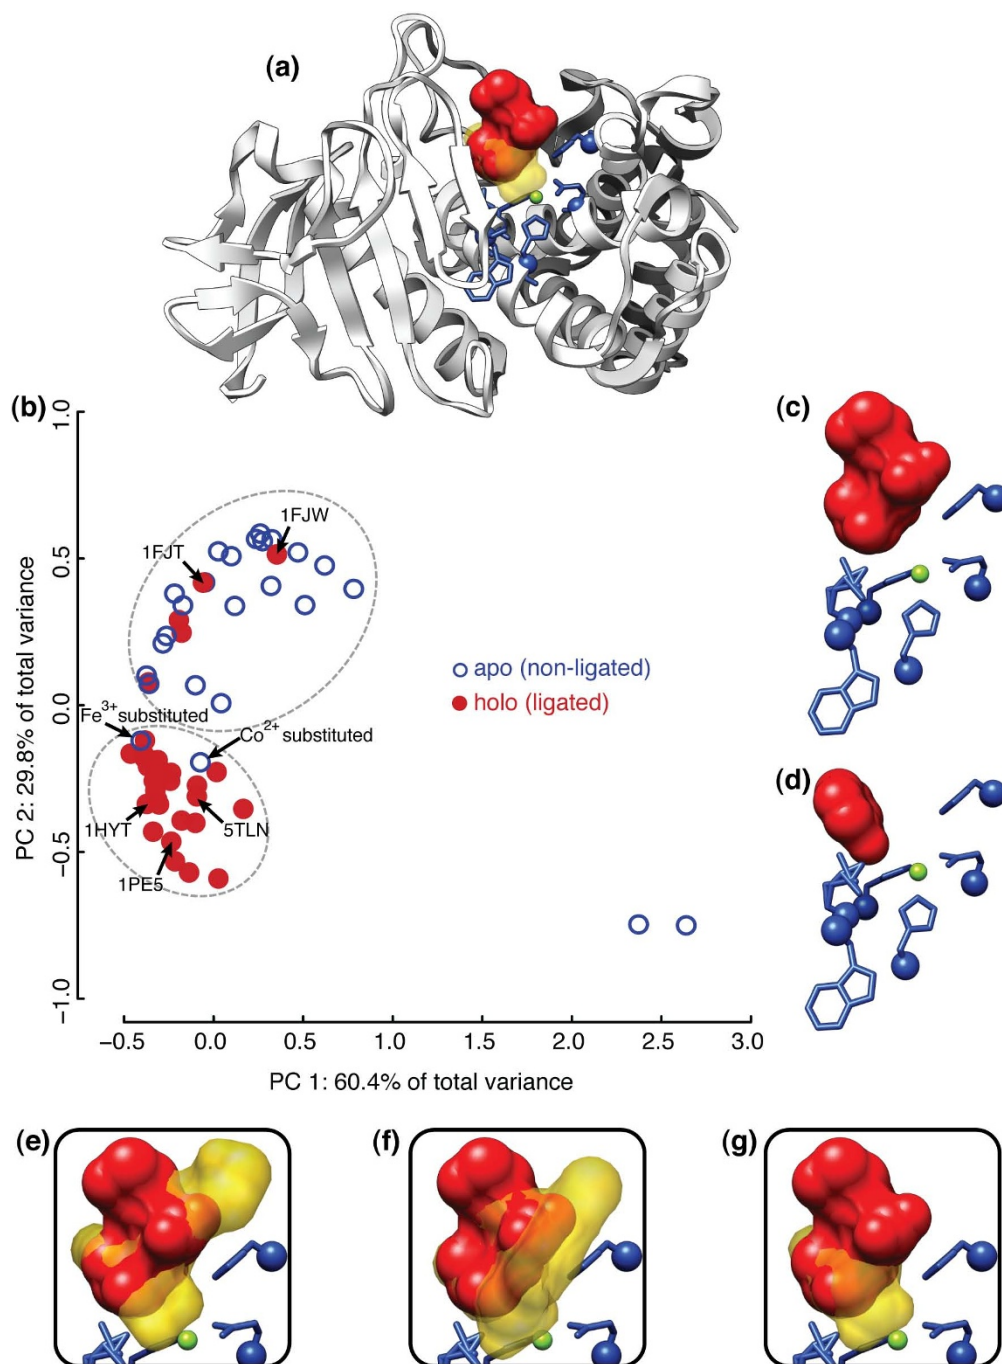 (a)
(b)
1.0
0.5
0.0
−0.5
−1.0
PC 2: 29.8% of total variance
1FJW
1FJT
apo (non-ligated)
holo (ligated)
Fe3+ substituted
Co2+ substituted
1HYT
5TLN
1PE5
−0.5 0.0 0.5 1.0 1.5 2.0 2.5 3.0
PC 1: 60.4% of total variance
(c)
(d)
(e)
(f)
(g)